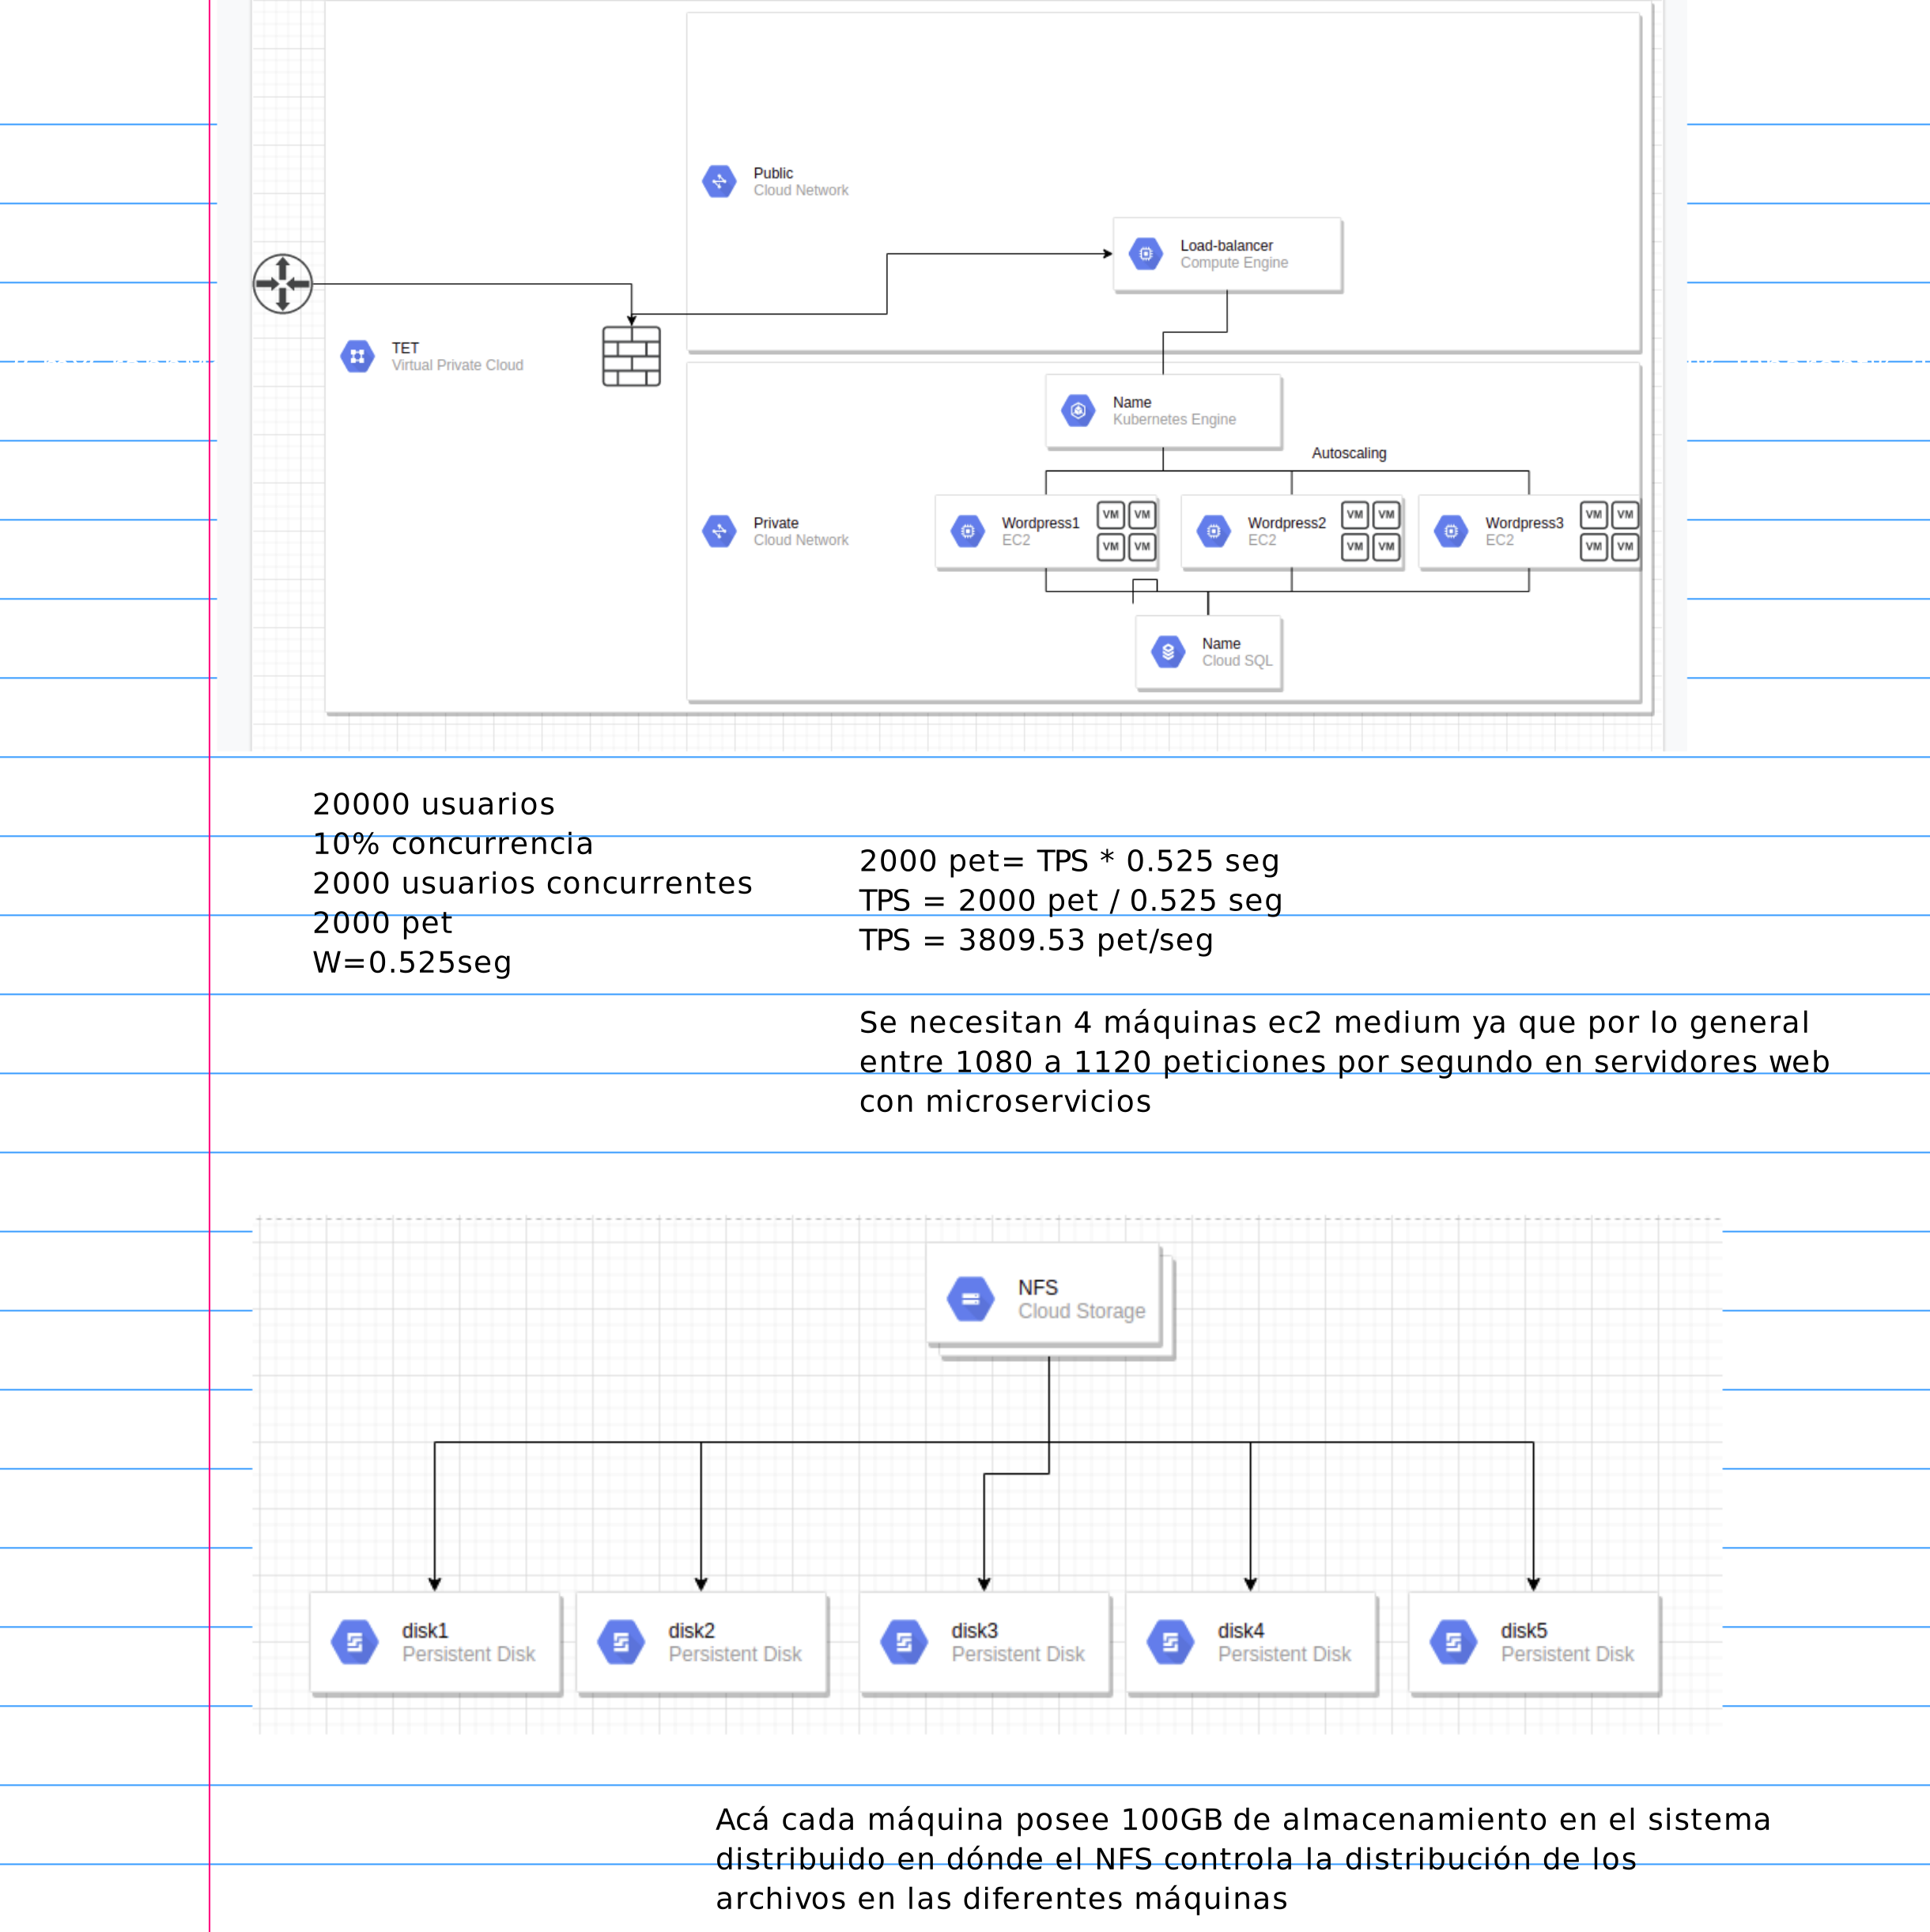 Public
Cloud Network
Load-balancer
Compute Engine
TET
Virtual Private Cloud
Name
Kubernetes Engine
Autoscaling
Private
Cloud Network
Wordpress1
EC2
VM VM
VM VM
Wordpress2
EC2
VM VM
VM VM
Wordpress3
EC2
VM VM
VM VM
Name
Cloud SQL
20000 usuarios
10% concurrencia
2000 usuarios concurrentes
2000 pet
W=0.525seg
2000 pet= TPS * 0.525 seg
TPS = 2000 pet / 0.525 seg
TPS = 3809.53 pet/seg
Se necesitan 4 máquinas ec2 medium ya que por lo general
entre 1080 a 1120 peticiones por segundo en servidores web
con microservicios
NFS
Cloud Storage
disk1
Persistent Disk
disk2
Persistent Disk
disk3
Persistent Disk
disk4
Persistent Disk
disk5
Persistent Disk
Acá cada máquina posee 100GB de almacenamiento en el sistema
distribuido en dónde el NFS controla la distribución de los
archivos en las diferentes máquinas